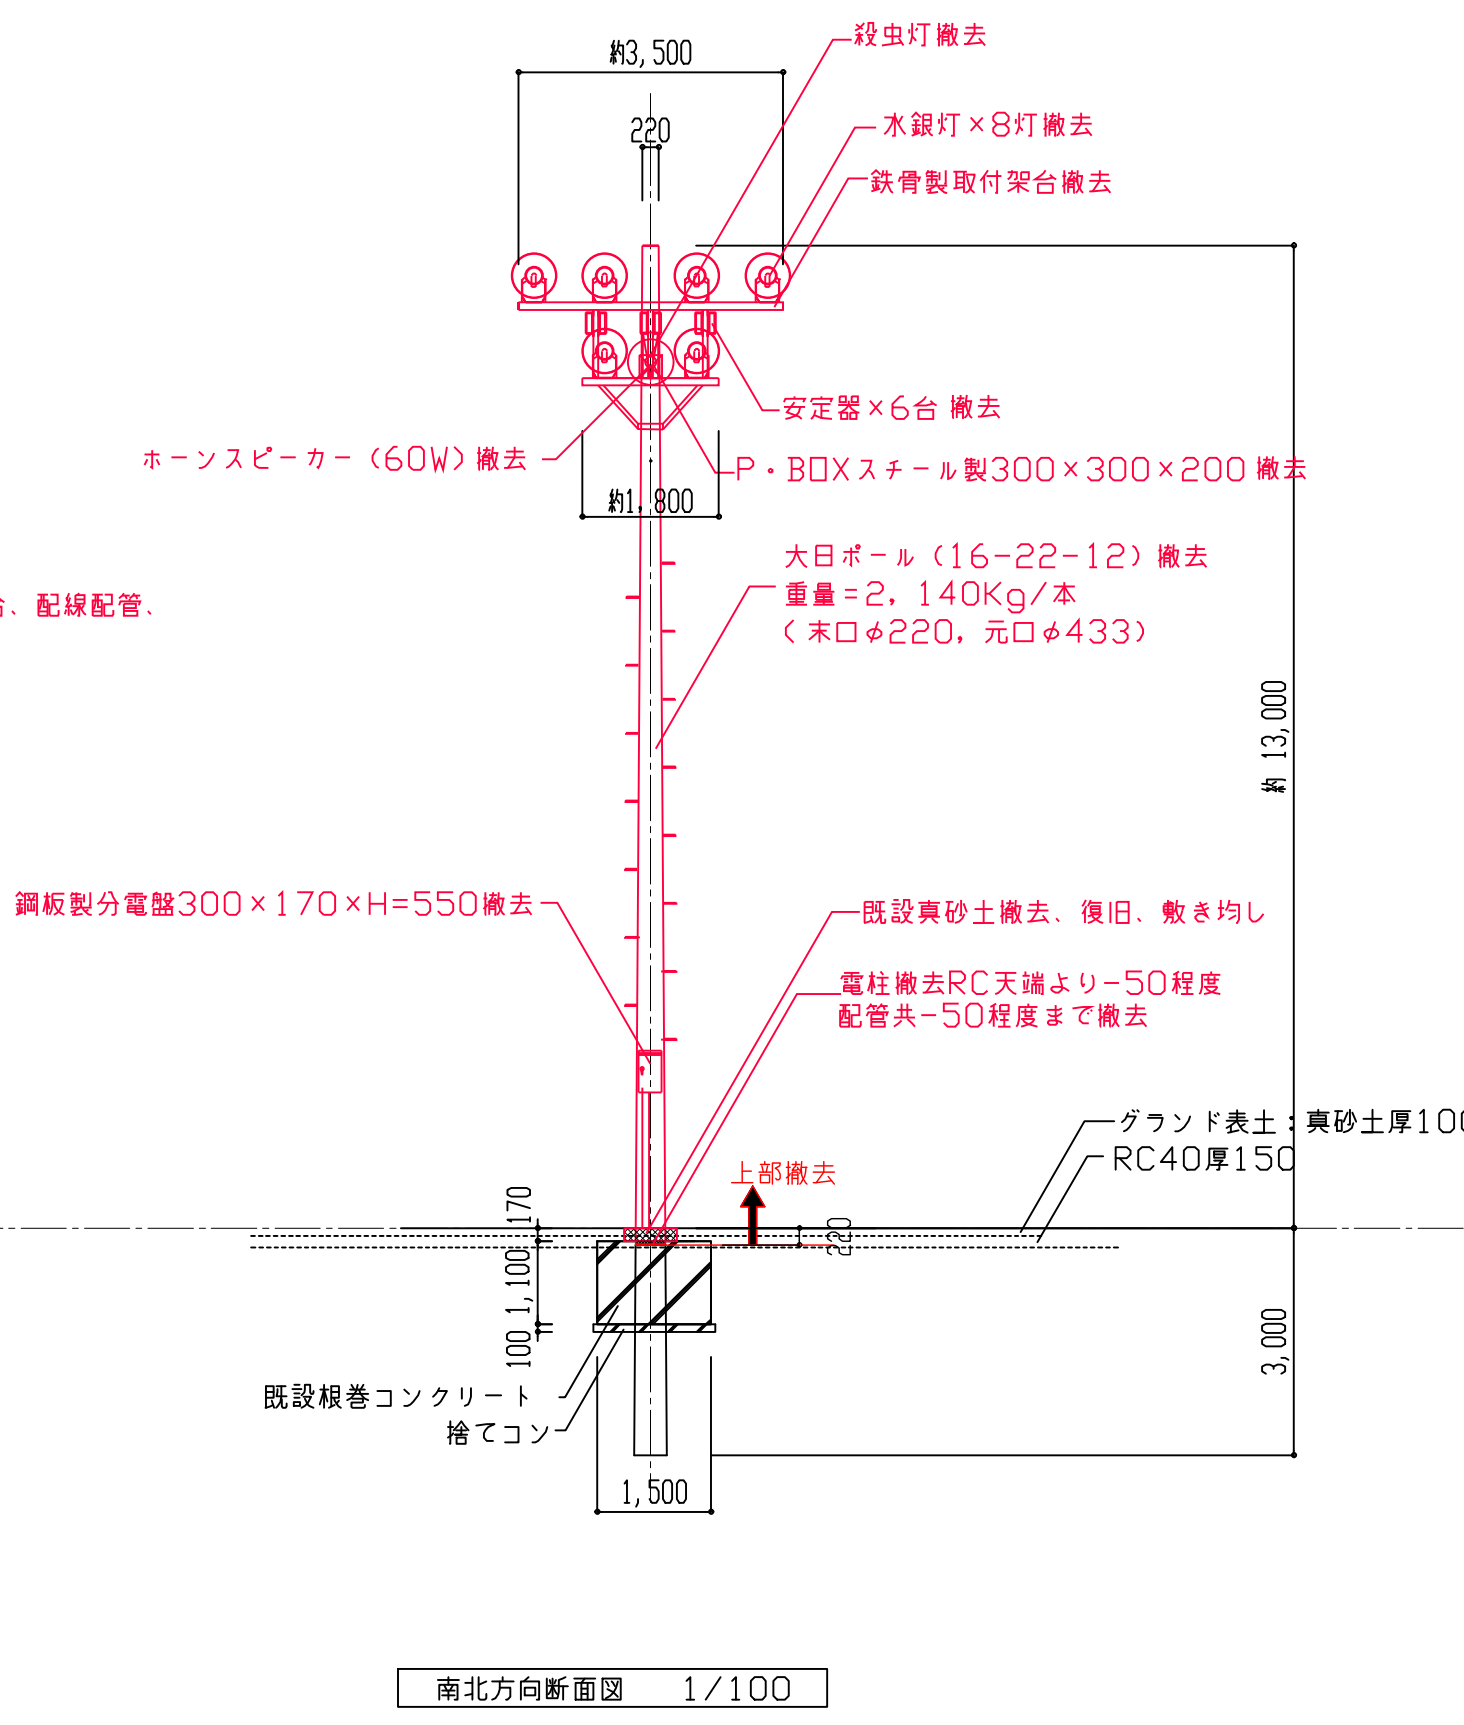 殺虫灯撤去
約3,500
水銀灯×8灯撤去
220
鉄骨製取付架台撤去
安定器×6台 撤去
ホーンスピーカー（60W）撤去
P・BOXスチール製300×300×200 撤去
約1,800
大日ポール（16-22-12）撤去
重量=2，140Kg/本
（末口φ220，元口φ433）
、配線配管、
約 13,000
鋼板製分電盤300×170×H=550撤去
既設真砂土撤去、復旧、敷き均し
電柱撤去RC天端より-50程度
配管共-50程度まで撤去
グランド表土：真砂土厚100
RC40厚150
上部撤去
170
220
1,100
100
3,000
既設根巻コンクリート
捨てコン
1,500
南北方向断面図 1/100